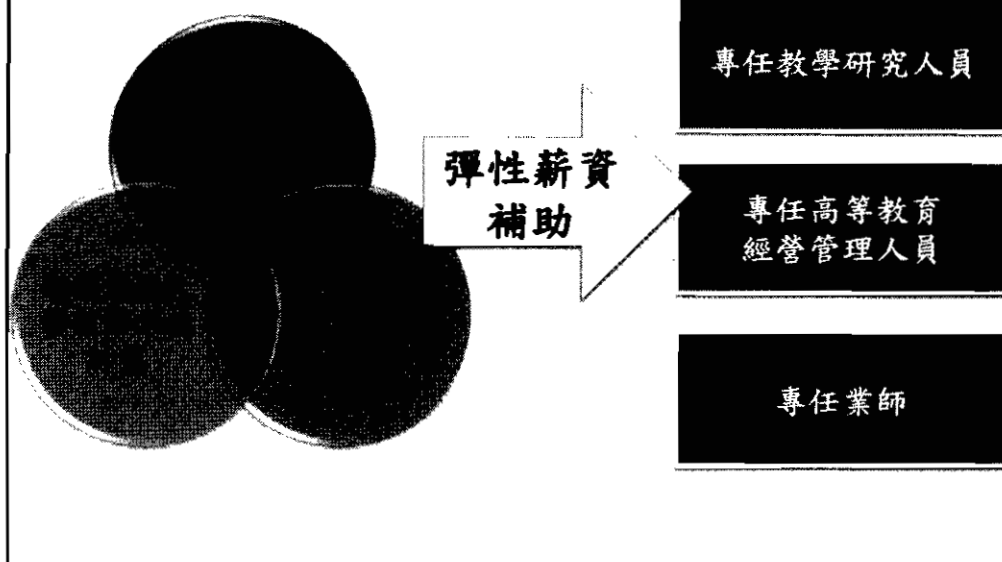 彈性薪資
補助
專任教學研究人員
專任高等教育
經營管理人員
專任業師